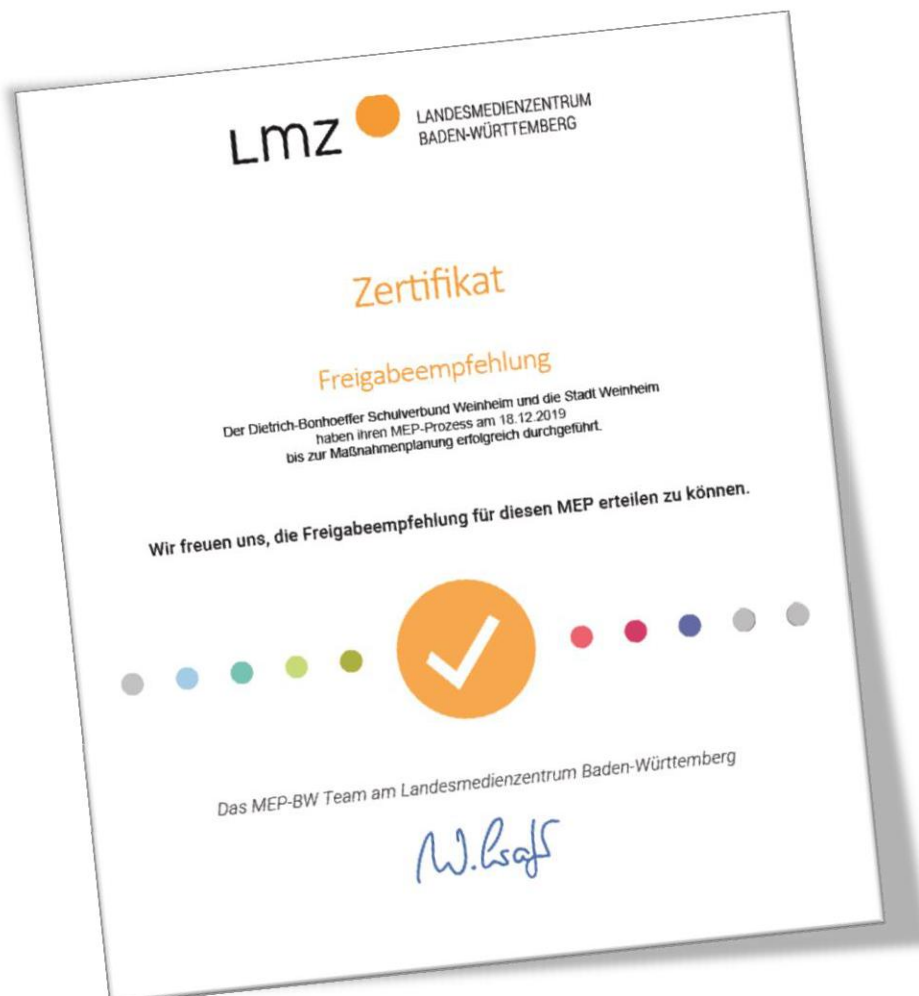 Lmz
LANDESMEDIENZENTRUM
BADEN-WÜRTTEMBERG
Zertifikat
Freigabeempfehlung
Der Dietrich-Bonhoeffer Schulverbund Weinheim und die Stadt Weinheim
haben ihren MEP-Prozess am 18.12.2019
bis zur Maßnahmenplanung erfolgreich durchgeführt.
Wir freuen uns, die Freigabeempfehlung für diesen MEP erteilen zu können.
Das MEP-BW Team am Landesmedienzentrum Baden-Württemberg